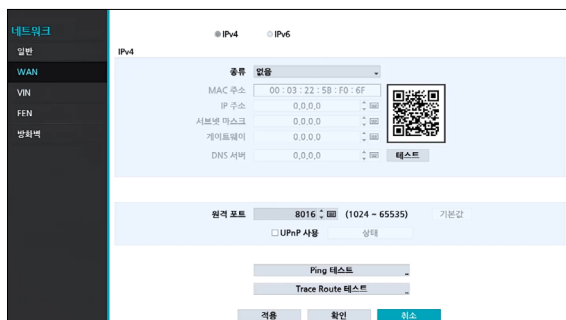 네트워크
일반
WAN
VIN
FEN
방화벽
IPv4 IPv6
IPv4
종류 없음
MAC 주소 00 : 03 : 22 : 5B : F0 : 6F
IP 주소 0,0,0,0
서브넷 마스크 0,0,0,0
게이트웨이 0,0,0,0
DNS 서버 0,0,0,0 테스트
원격 포트 8016 (1024 ~ 65535) 기본값
UPnP 사용 상태
Ping 테스트 ...
Trace Route 테스트 ...
적용 확인 취소